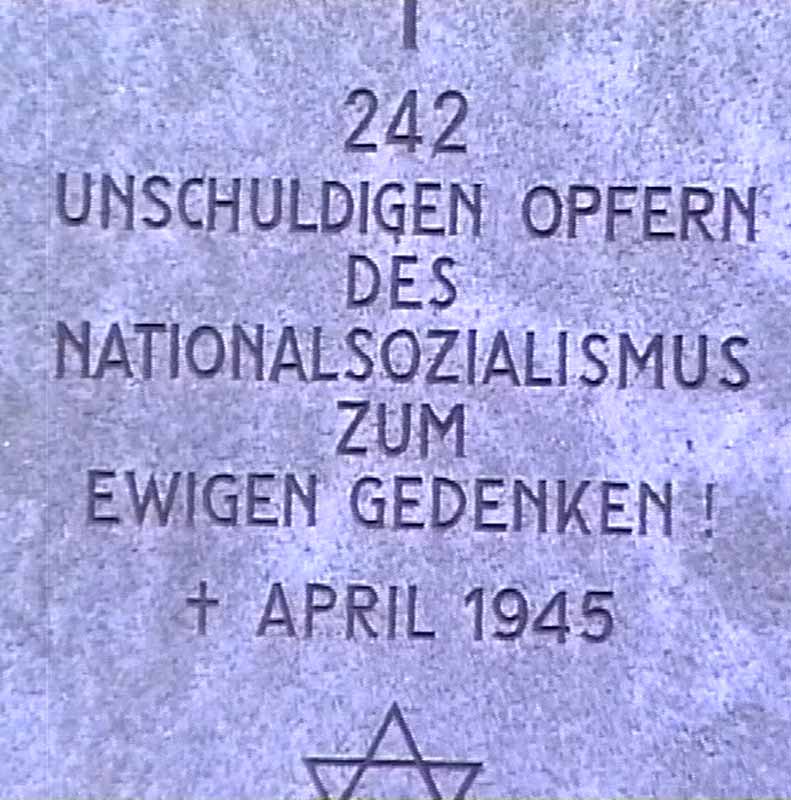 242
UNSCHULDIGEN OPFERN
DES
NATIONALSOZIALISMUS
ZUM
EWIGEN GEDENKEN !
† APRIL 1945